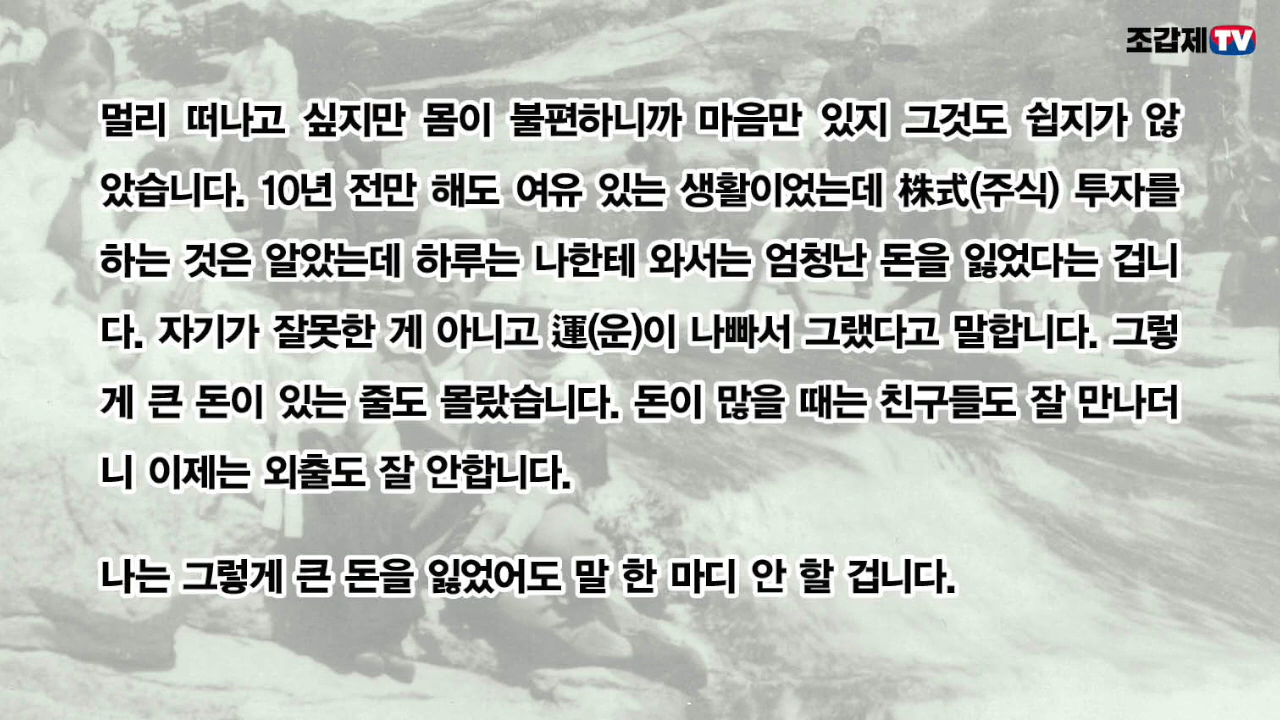 조갑제TV
멀리 떠나고 싶지만 몸이 불편하니까 마음만 있지 그것도 쉽지가 않
았습니다. 10년 전만 해도 여유 있는 생활이었는데 株式(주식) 투자를
하는 것은 알았는데 하루는 나한테 와서는 엄청난 돈을 잃었다는 겁니
다. 자기가 잘못한 게 아니고 運(운)이 나빠서 그랬다고 말합니다. 그렇
게 큰 돈이 있는 줄도 몰랐습니다. 돈이 많을 때는 친구들도 잘 만나더
니 이제는 외출도 잘 안합니다.
나는 그렇게 큰 돈을 잃었어도 말 한 마디 안 할 겁니다.